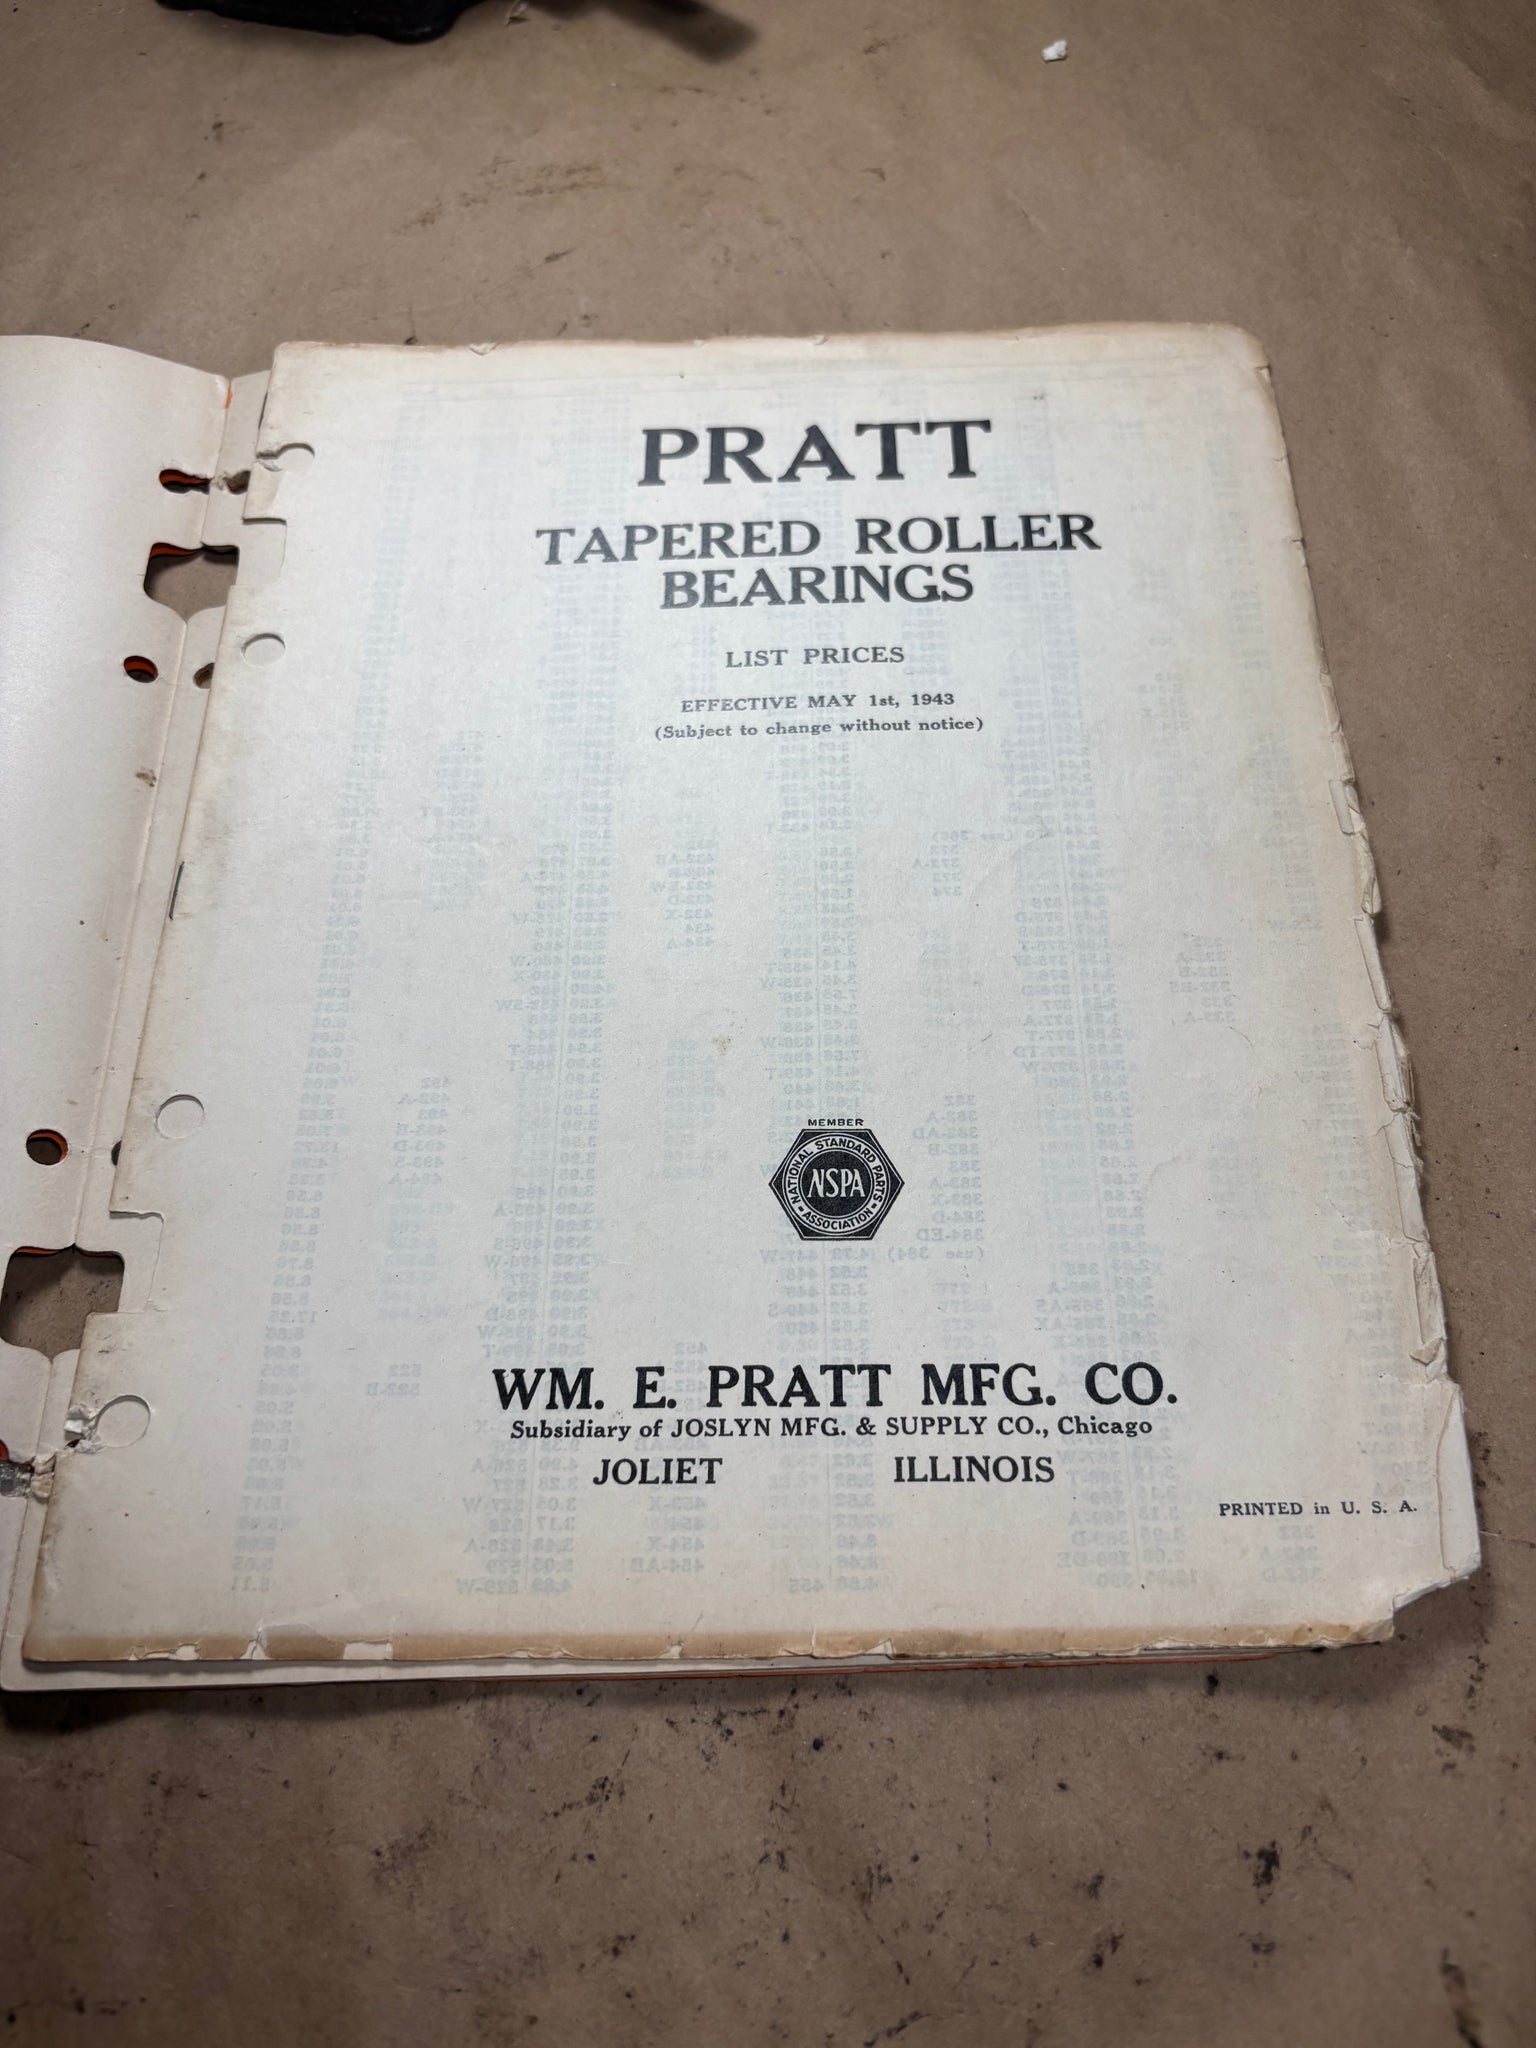 PRATT
TAPERED ROLLER
BEARINGS
LIST PRICES
EFFECTIVE MAY 1st, 1943
(Subject to change without notice)
MEMBER
NATIONAL STANDARD PARTS
NSPA
ASSOCIATION
WM. E. PRATT MFG. CO.
Subsidiary of JOSLYN MFG. & SUPPLY CO., Chicago
JOLIET ILLINOIS
PRINTED in U. S. A.